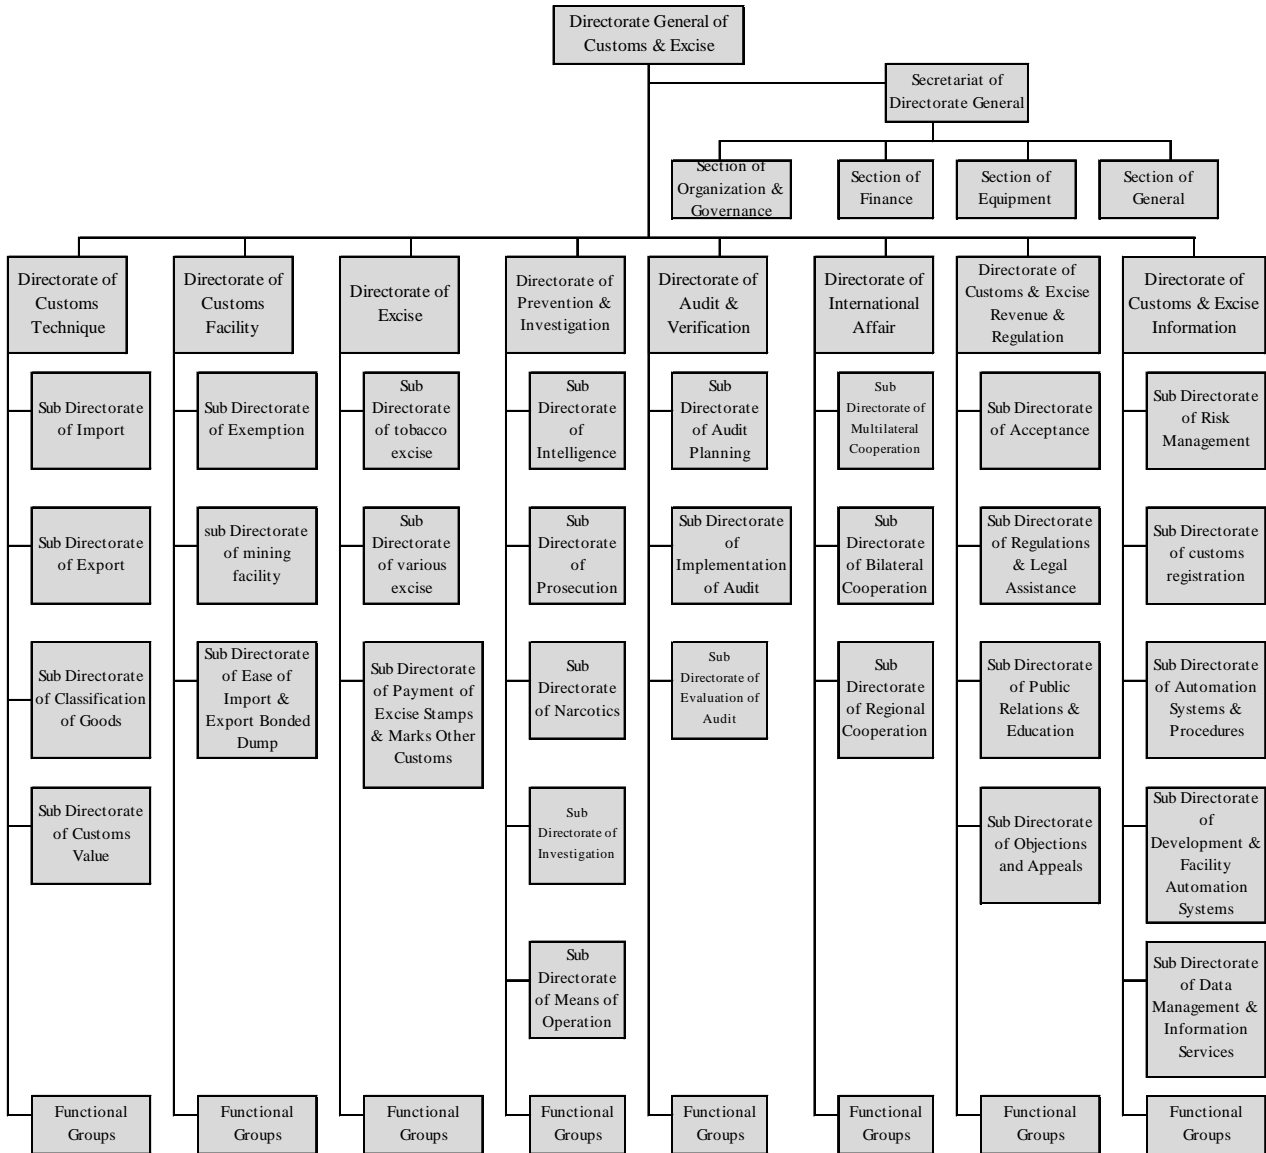 Directorate General of
Customs & Excise
Secretariat of
Directorate General
Section of
Organization &
Governance
Section of
Finance
Section of
Equipment
Section of
General
Directorate of
Customs
Technique
Directorate of
Customs
Facility
Directorate of
Excise
Directorate of
Prevention &
Investigation
Directorate of
Audit &
Verification
Directorate of
International
Affair
Directorate of
Customs & Excise
Revenue &
Regulation
Directorate of
Customs & Excise
Information
Sub Directorate
of Import
Sub Directorate
of Exemption
Sub
Directorate
of tobacco
excise
Sub
Directorate
of
Intelligence
Sub
Directorate
of Audit
Planning
Sub
Directorate of
Multilateral
Cooperation
Sub Directorate
of Acceptance
Sub Directorate
of Risk
Management
Sub Directorate
of Export
sub Directorate
of mining
facility
Sub
Directorate
of various
excise
Sub
Directorate
of
Prosecution
Sub Directorate
of
Implementation
of Audit
Sub
Directorate
of Bilateral
Cooperation
Sub Directorate
of Regulations
& Legal
Assistance
Sub Directorate
of customs
registration
Sub Directorate
of Classification
of Goods
Sub Directorate
of Ease of
Import &
Export Bonded
Dump
Sub Directorate
of Payment of
Excise Stamps
& Marks Other
Customs
Sub
Directorate
of Narcotics
Sub
Directorate of
Evaluation of
Audit
Sub
Directorate
of Regional
Cooperation
Sub Directorate
of Public
Relations &
Education
Sub Directorate
of Automation
Systems &
Procedures
Sub Directorate
of Customs
Value
Sub
Directorate of
Investigation
Sub Directorate
of Objections
and Appeals
Sub Directorate
of
Development &
Facility
Automation
Systems
Sub
Directorate
of Means of
Operation
Sub Directorate
of Data
Management &
Information
Services
Functional
Groups
Functional
Groups
Functional
Groups
Functional
Groups
Functional
Groups
Functional
Groups
Functional
Groups
Functional
Groups